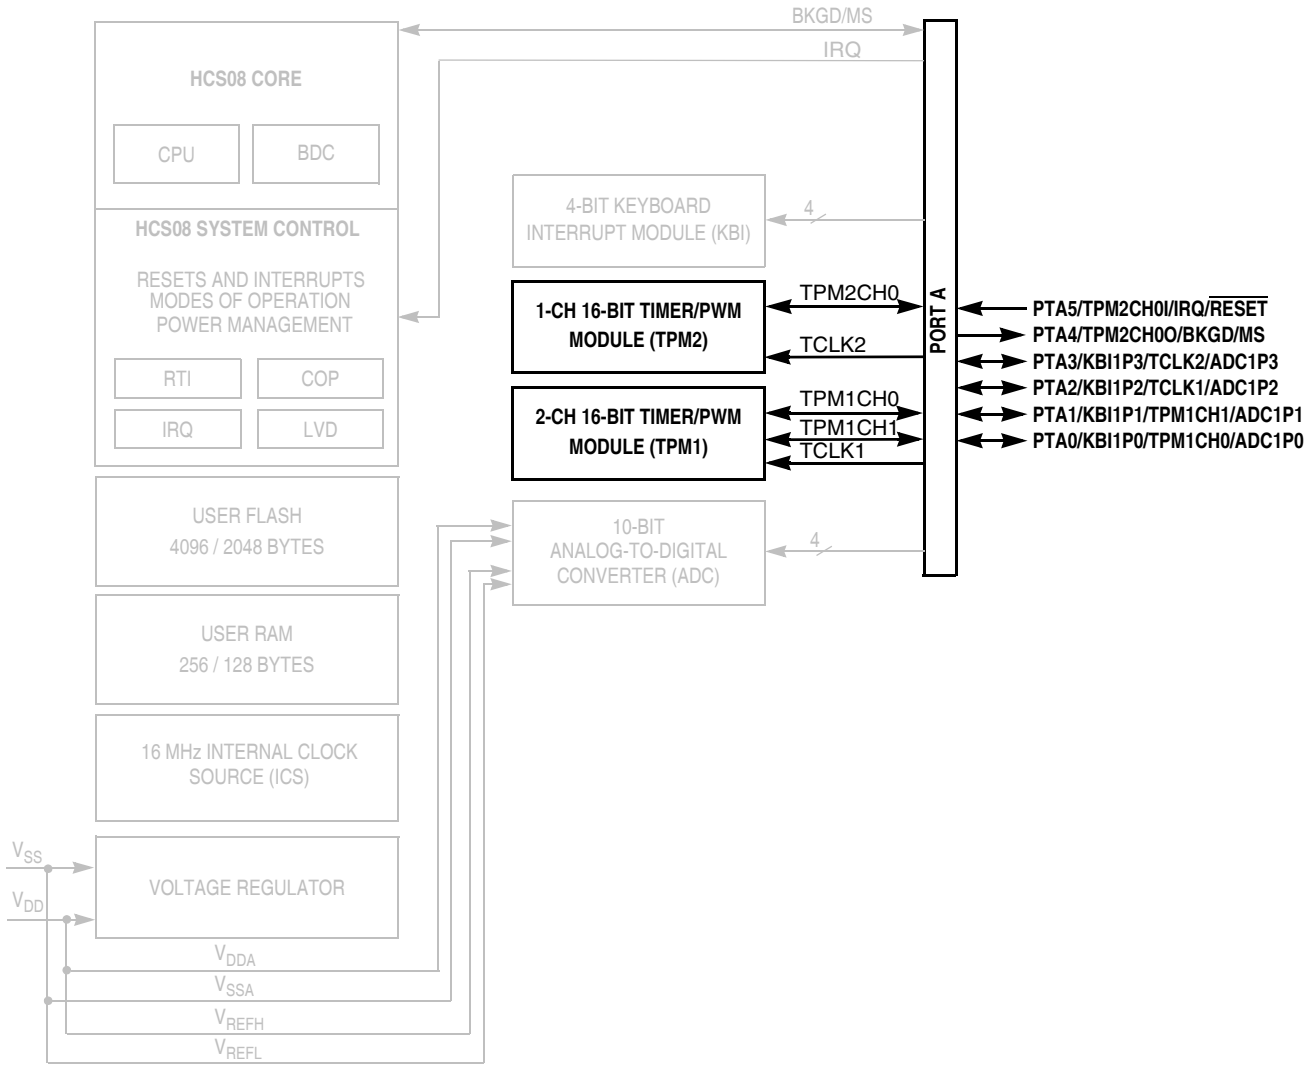 BKGD/MS
IRQ
HCS08 CORE
CPU
BDC
HCS08 SYSTEM CONTROL
RESETS AND INTERRUPTS
MODES OF OPERATION
POWER MANAGEMENT
RTI
COP
IRQ
LVD
USER FLASH
4096 / 2048 BYTES
USER RAM
256 / 128 BYTES
16 MHz INTERNAL CLOCK
SOURCE (ICS)
VOLTAGE REGULATOR
VSS
VDD
VDDA
VSSA
VREFH
VREFL
4-BIT KEYBOARD
INTERRUPT MODULE (KBI)
4
1-CH 16-BIT TIMER/PWM
MODULE (TPM2)
TPM2CH0
TCLK2
2-CH 16-BIT TIMER/PWM
MODULE (TPM1)
TPM1CH0
TPM1CH1
TCLK1
10-BIT
ANALOG-TO-DIGITAL
CONVERTER (ADC)
4
PORT A
PTA5/TPM2CH0I/IRQ/RESET
PTA4/TPM2CH0O/BKGD/MS
PTA3/KBI1P3/TCLK2/ADC1P3
PTA2/KBI1P2/TCLK1/ADC1P2
PTA1/KBI1P1/TPM1CH1/ADC1P1
PTA0/KBI1P0/TPM1CH0/ADC1P0